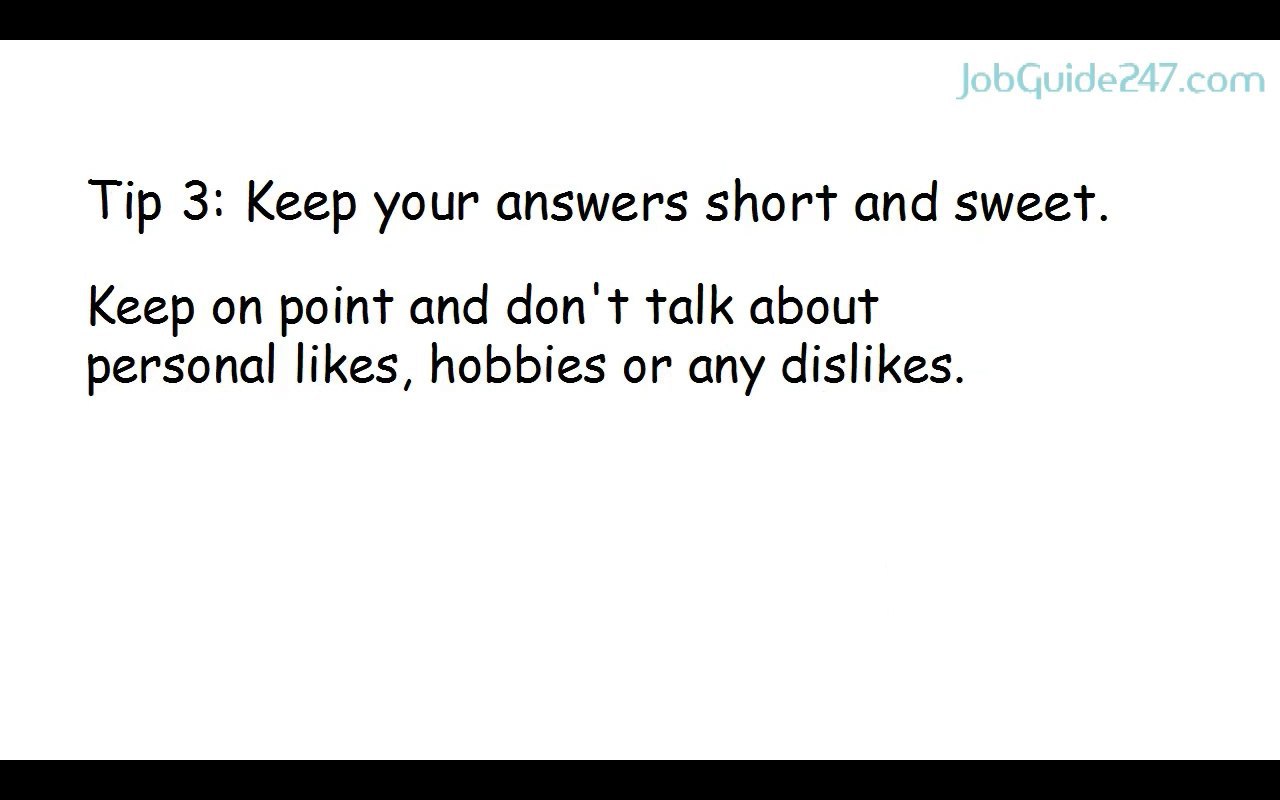 JobGuide247.com
Tip 3: Keep your answers short and sweet.
Keep on point and don't talk about
personal likes, hobbies or any dislikes.